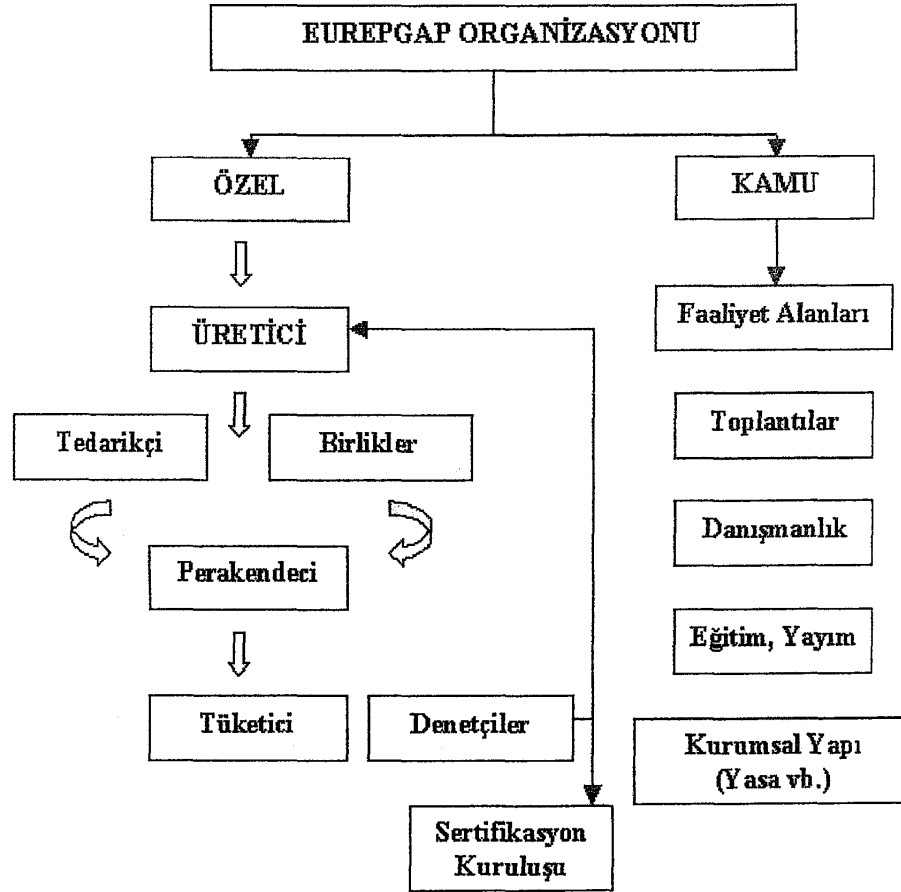 EUREPGAP ORGANİZASYONU
ÖZEL
KAMU
ÜRETİCİ
Faaliyet Alanları
Tedarikçi
Birlikler
Toplantılar
Danışmanlık
Perakendeci
Eğitim, Yayım
Tüketici
Denetçiler
Kurumsal Yapı
(Yasa vb.)
Sertifikasyon
Kuruluşu